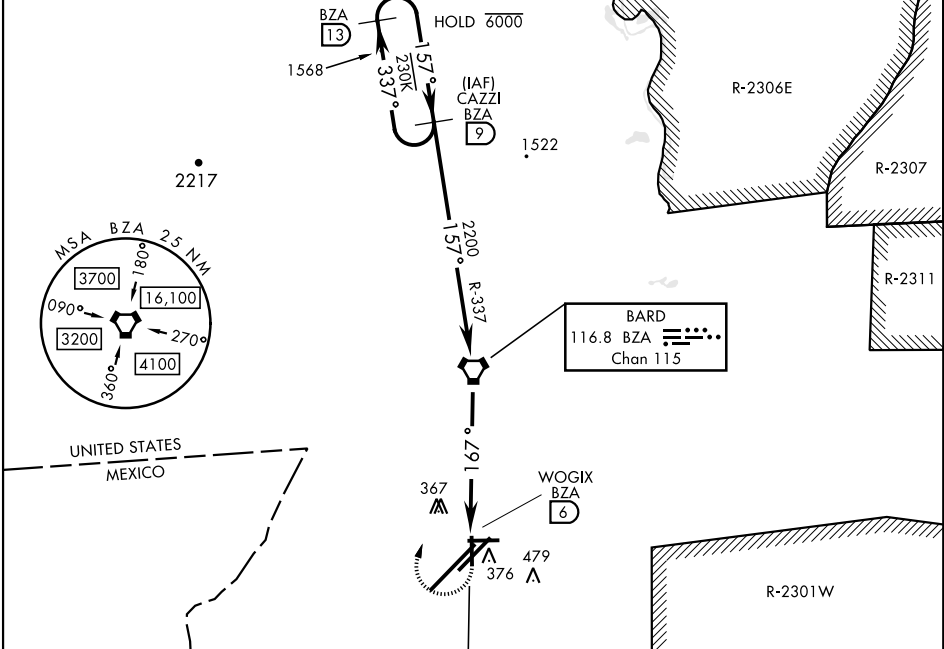 BZA
13
HOLD 6000
1568
157°
230K
337°
(IAF)
CAZZI
BZA
9
1522
2217
R-2306E
R-2307
R-2311
MSA BZA 25 NM
3700
180°
16,100
090°
3200
270°
4100
360°
2200
157°
R-337
BARD
116.8 BZA
Chan 115
UNITED STATES
MEXICO
167°
367
WOGIX
BZA
6
376
479
R-2301W